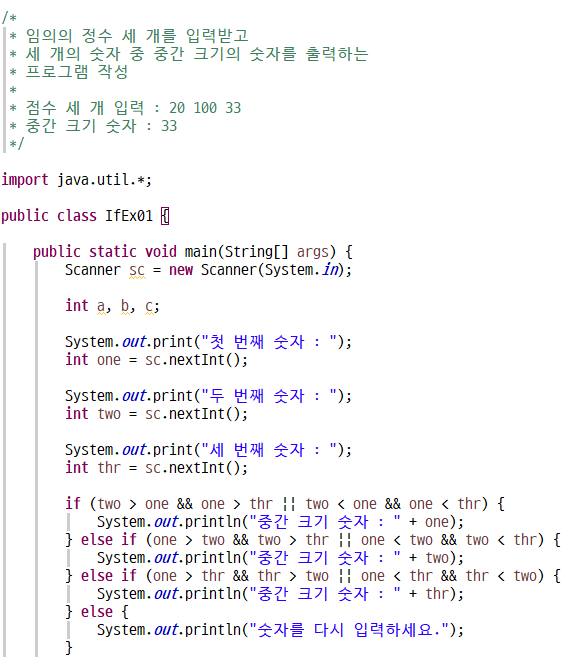 /*
* 임의의 정수 세 개를 입력받고
* 세 개의 숫자 중 중간 크기의 숫자를 출력하는
* 프로그램 작성
*
* 점수 세 개 입력 : 20 100 33
* 중간 크기 숫자 : 33
*/
import java.util.*;
public class IfEx01 {
public static void main(String[] args) {
Scanner sc = new Scanner(System.in);
int a, b, c;
System.out.print("첫 번째 숫자 : ");
int one = sc.nextInt();
System.out.print("두 번째 숫자 : ");
int two = sc.nextInt();
System.out.print("세 번째 숫자 : ");
int thr = sc.nextInt();
if (two > one && one > thr || two < one && one < thr) {
System.out.println("중간 크기 숫자 : " + one);
} else if (one > two && two > thr || one < two && two < thr) {
System.out.println("중간 크기 숫자 : " + two);
} else if (one > thr && thr > two || one < thr && thr < two) {
System.out.println("중간 크기 숫자 : " + thr);
} else {
System.out.println("숫자를 다시 입력하세요.");
}